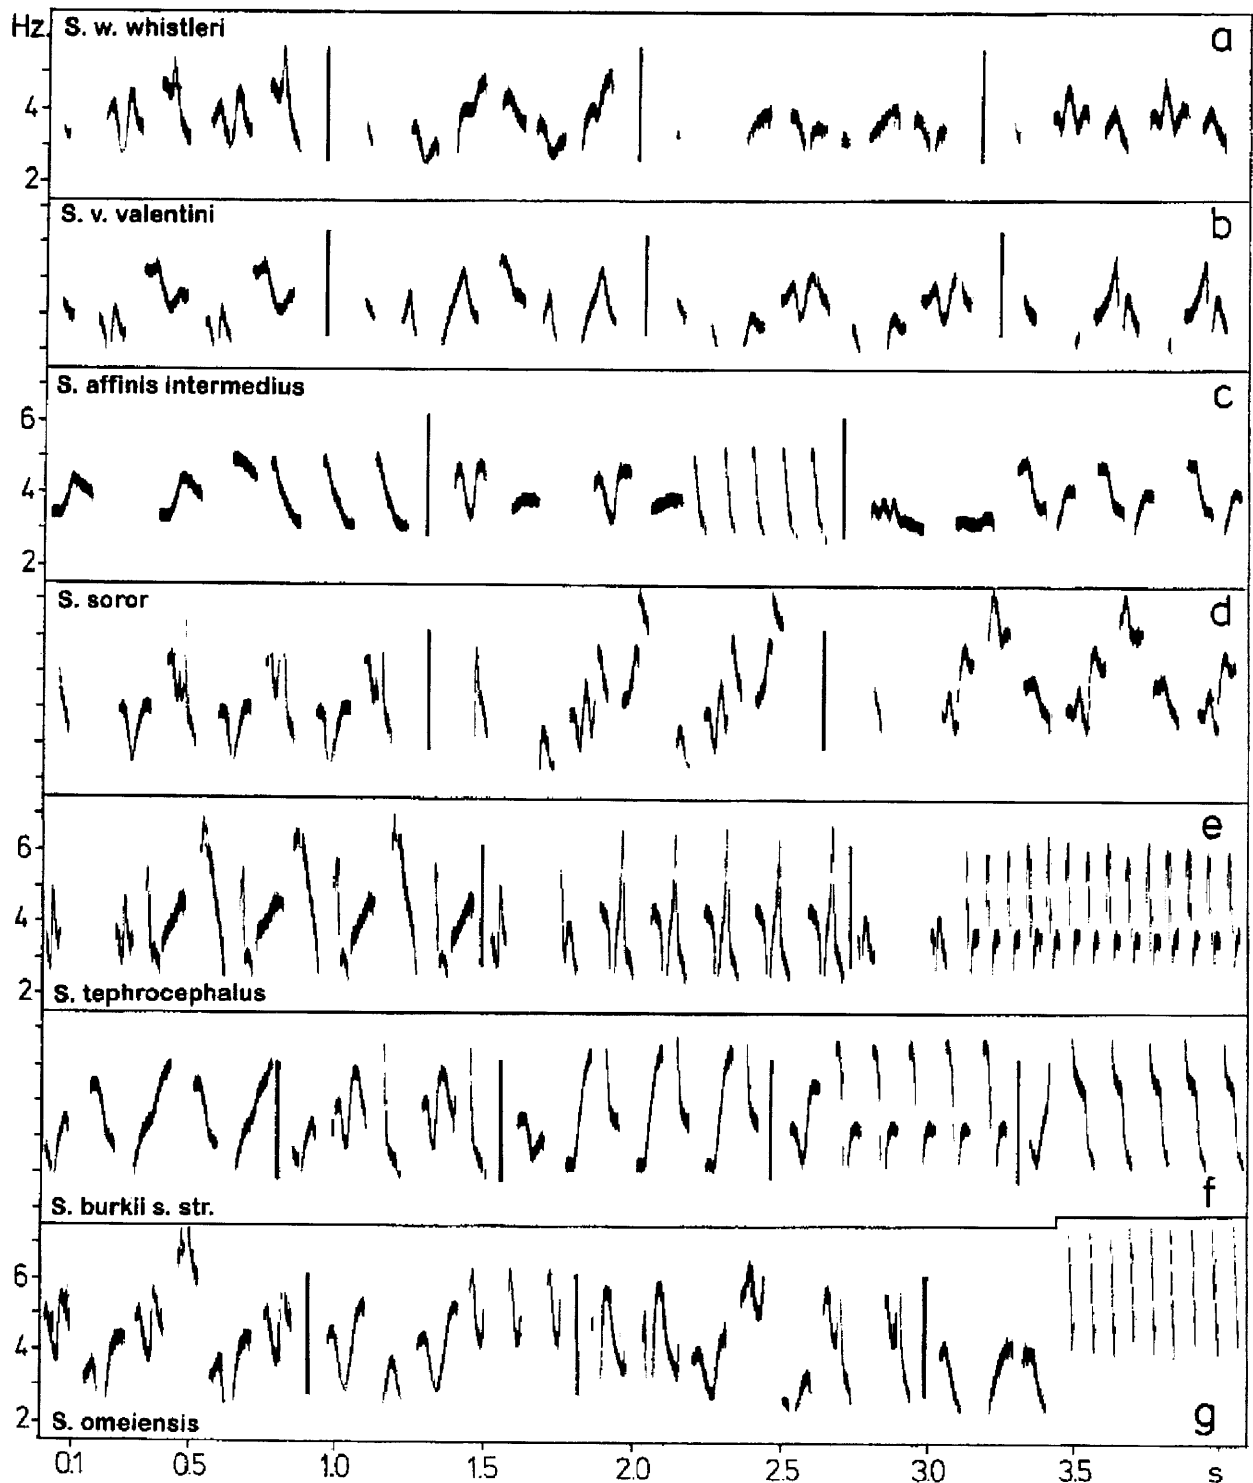 Hz
S. w. whistleri
a
4
2
S. v. valentini
b
S. affinis intermedius
c
6
4
2
S. soror
d
e
6
4
2
S. tephrocephalus
S. burkii s. str.
f
6
4
2
S. omeiensis
g
0.1 0.5 1.0 1.5 2.0 2.5 3.0 3.5 s